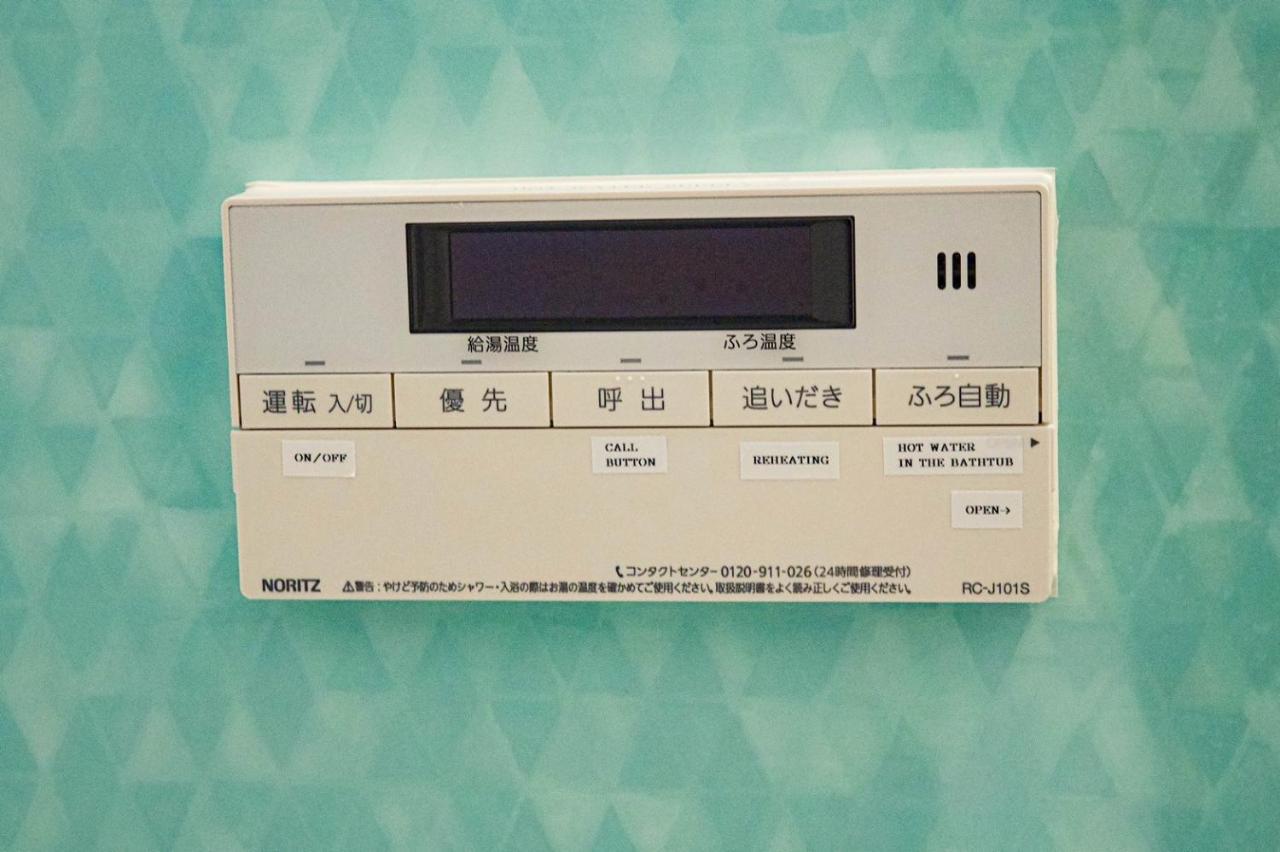 給湯温度 ふろ温度
運転 入/切 優先 呼出 追いだき ふろ自動
ON/OFF CALL BUTTON REHEATING HOT WATER IN THE BATHTUB
OPEN→
コンタクトセンター 0120-911-026(24時間修理受付)
NORITZ ⚠警告:やけど予防のためシャワー・入浴の際はお湯の温度を確かめてご使用ください。取扱説明書をよく読み正しくご使用ください。 RC-J101S